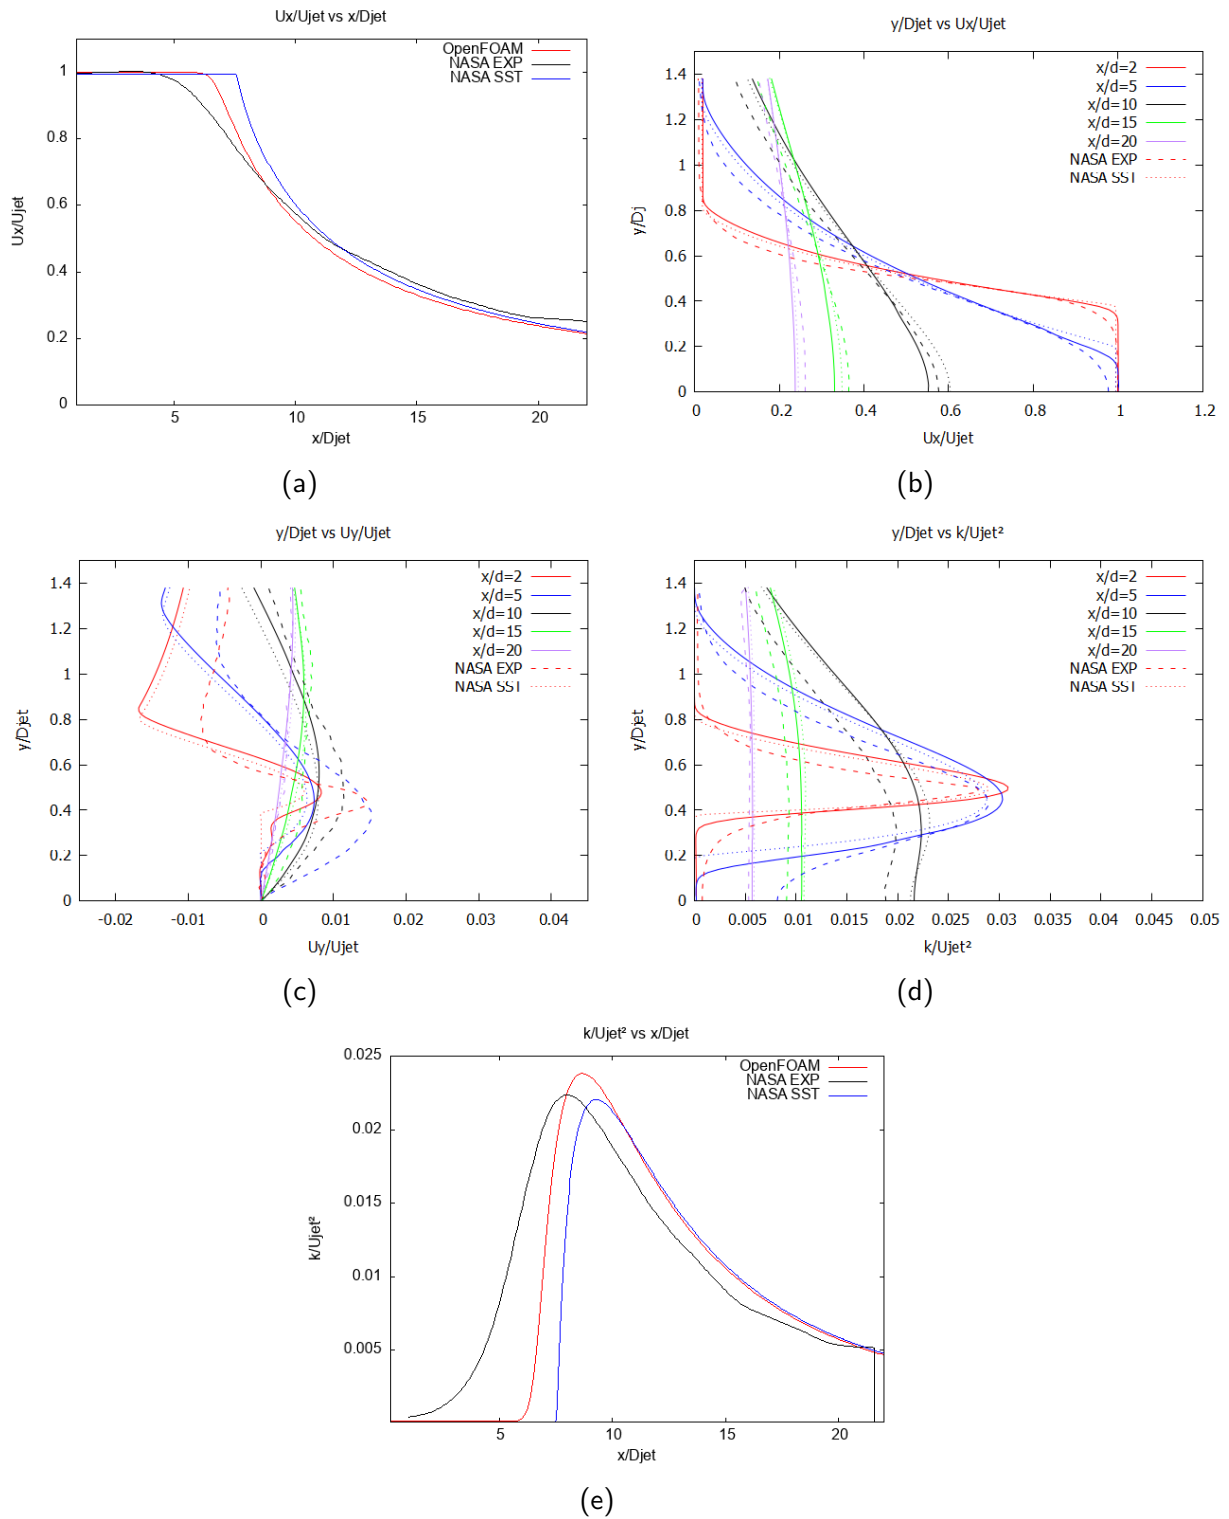 Ux/Ujet vs x/Djet
OpenFOAM
NASA EXP
NASA SST
1
0.8
0.6
0.4
0.2
0
Ux/Ujet
5
10
15
20
x/Djet
(a)
y/Djet vs Ux/Ujet
x/d=2
x/d=5
x/d=10
x/d=15
x/d=20
NASA EXP
NASA SST
1.4
1.2
1
0.8
0.6
0.4
0.2
0
y/Dj
0
0.2
0.4
0.6
0.8
1
1.2
Ux/Ujet
(b)
y/Djet vs Uy/Ujet
x/d=2
x/d=5
x/d=10
x/d=15
x/d=20
NASA EXP
NASA SST
1.4
1.2
1
0.8
0.6
0.4
0.2
0
y/Djet
-0.02
-0.01
0
0.01
0.02
0.03
0.04
Uy/Ujet
(c)
y/Djet vs k/Ujet²
x/d=2
x/d=5
x/d=10
x/d=15
x/d=20
NASA EXP
NASA SST
1.4
1.2
1
0.8
0.6
0.4
0.2
0
y/Djet
0
0.005
0.01
0.015
0.02
0.025
0.03
0.035
0.04
0.045
0.05
k/Ujet²
(d)
k/Ujet² vs x/Djet
OpenFOAM
NASA EXP
NASA SST
0.025
0.02
0.015
0.01
0.005
k/Ujet²
5
10
15
20
x/Djet
(e)